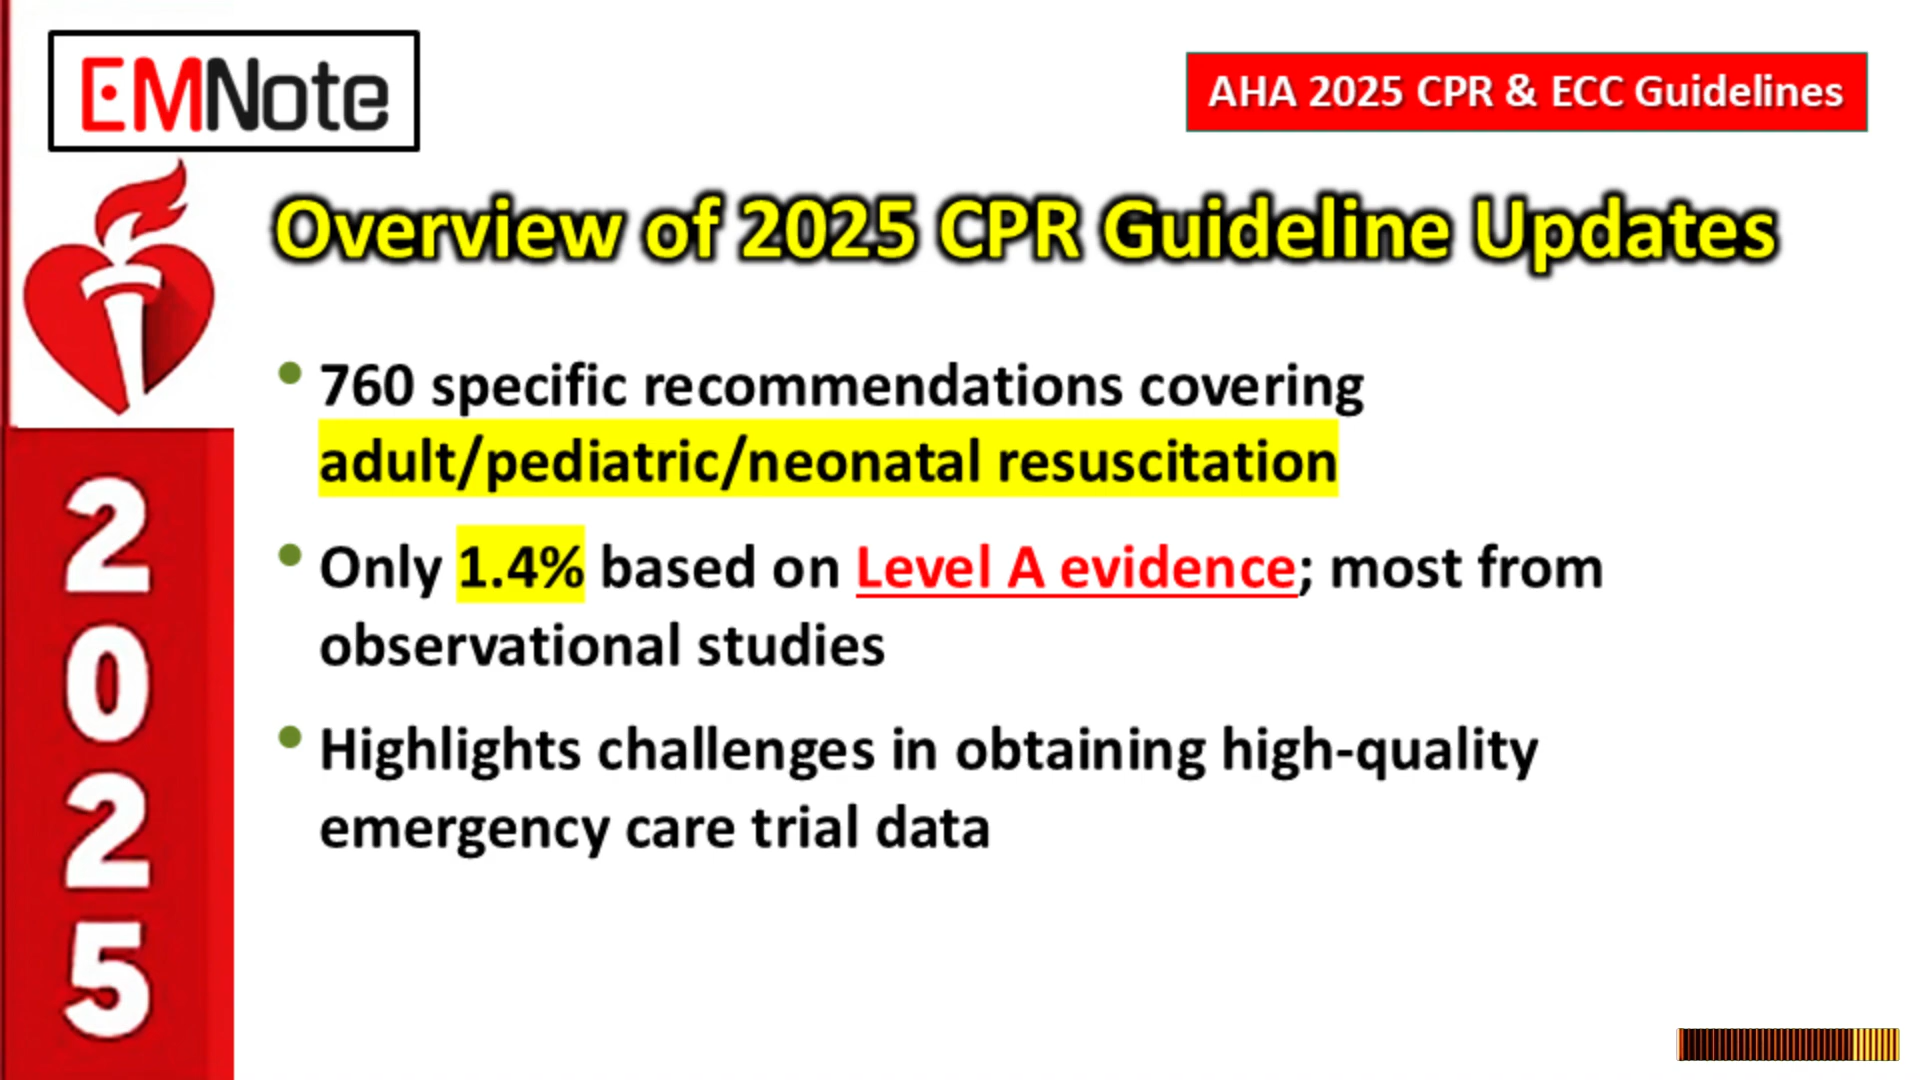 EMNote
AHA 2025 CPR & ECC Guidelines
Overview of 2025 CPR Guideline Updates
• 760 specific recommendations covering
adult/pediatric/neonatal resuscitation
• Only 1.4% based on Level A evidence; most from
observational studies
• Highlights challenges in obtaining high-quality
emergency care trial data
2
0
2
5